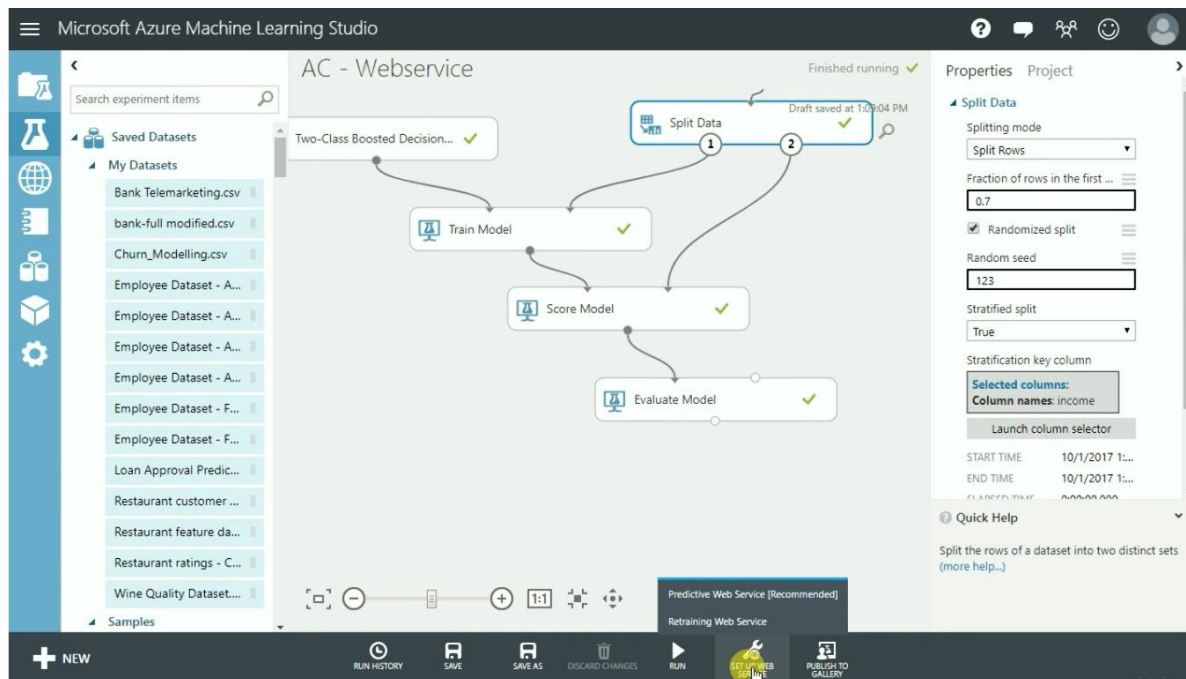 Microsoft Azure Machine Learning Studio
Search experiment items
Saved Datasets
My Datasets
Bank Telemarketing.csv
bank-full modified.csv
Churn_Modelling.csv
Employee Dataset - A...
Employee Dataset - A...
Employee Dataset - A...
Employee Dataset - A...
Employee Dataset - F...
Employee Dataset - F...
Loan Approval Predic...
Restaurant customer ...
Restaurant feature da...
Restaurant ratings - C...
Wine Quality Dataset....
Samples
AC - Webservice
Finished running
Draft saved at 1:09:04 PM
Split Data
1
2
Two-Class Boosted Decision...
Train Model
Score Model
Evaluate Model
1:1
Predictive Web Service [Recommended]
Retraining Web Service
Properties Project
Split Data
Splitting mode
Split Rows
Fraction of rows in the first ...
0.7
Randomized split
Random seed
123
Stratified split
True
Stratification key column
Selected columns:
Column names: income
Launch column selector
START TIME 10/1/2017 1:...
END TIME 10/1/2017 1:...
ELAPSED TIME 0:00:00.000
Quick Help
Split the rows of a dataset into two distinct sets
(more help...)
NEW
RUN HISTORY
SAVE
SAVE AS
DISCARD CHANGES
RUN
SET UP WEB
SERVICE
PUBLISH TO
GALLERY